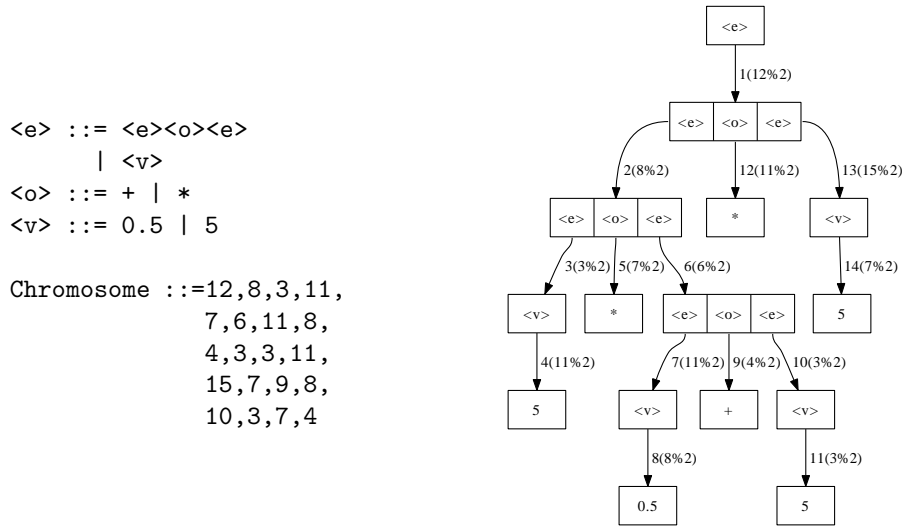 <e> ::= <e><o><e>
| <v>
<o> ::= + | *
<v> ::= 0.5 | 5
Chromosome ::=12,8,3,11,
7,6,11,8,
4,3,3,11,
15,7,9,8,
10,3,7,4
<e>
1(12%2)
<e> <o> <e>
2(8%2) 12(11%2) 13(15%2)
<e> <o> <e> * <v>
3(3%2) 5(7%2) 6(6%2) 14(7%2)
<v> * <e> <o> <e> 5
4(11%2) 7(11%2) 9(4%2) 10(3%2)
5 <v> + <v>
8(8%2) 11(3%2)
0.5 5